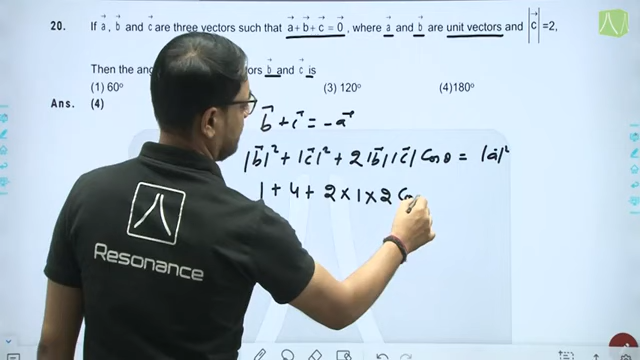 20. If a⃗, b⃗ and c⃗ are three vectors such that a⃗+b⃗+c⃗ = 0⃗, where a⃗ and b⃗ are unit vectors and |c⃗|=2,
Then the ang ors b⃗ and c⃗ is
(1) 60° (3) 120° (4)180°
Ans. (4)
b⃗ + c⃗ = -a⃗
|b⃗|² + |c⃗|² + 2|b⃗||c⃗| Cosθ = |a⃗|²
1 + 4 + 2 × 1 × 2 Co
Resonance